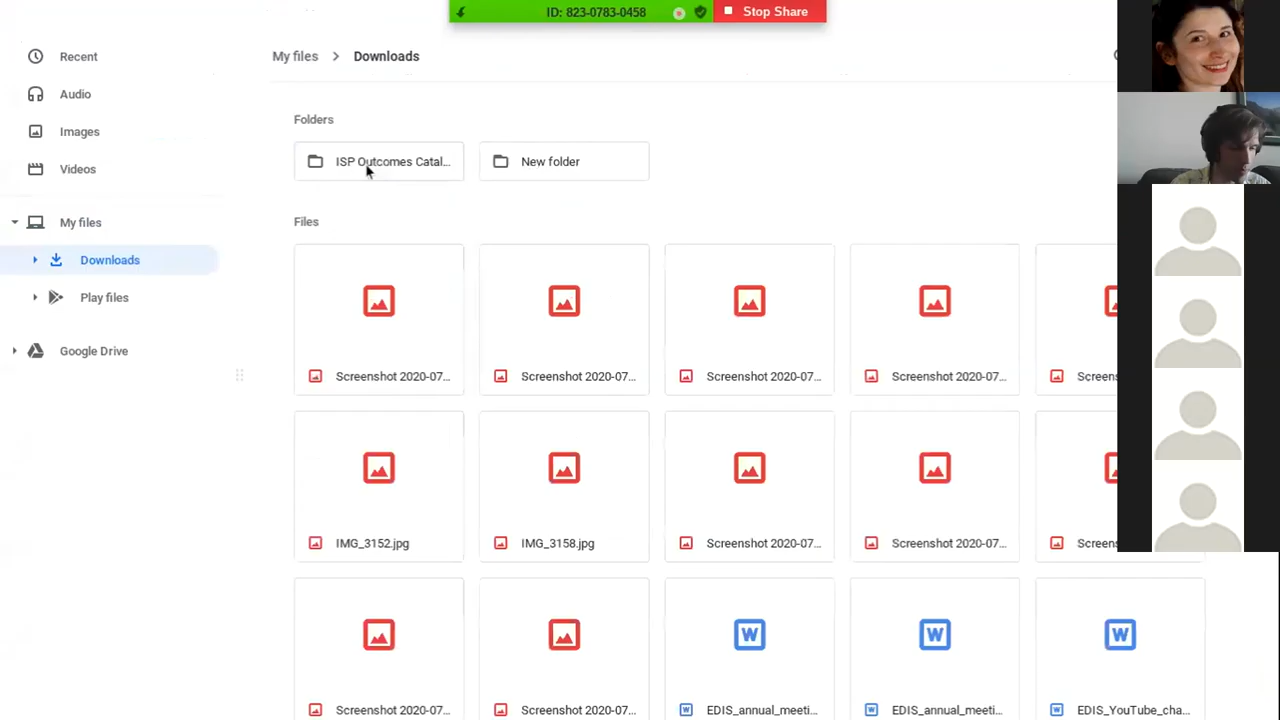 ID: 823-0783-0458
Stop Share
Recent
Audio
Images
Videos
My files
Downloads
Play files
Google Drive
My files > Downloads
Folders
ISP Outcomes Catal...
New folder
Files
Screenshot 2020-07...
Screenshot 2020-07...
Screenshot 2020-07...
Screenshot 2020-07...
Screens
IMG_3152.jpg
IMG_3158.jpg
Screenshot 2020-07...
Screenshot 2020-07...
Screens
Screenshot 2020-07...
Screenshot 2020-07...
EDIS_annual_meeti...
EDIS_annual_meeti...
EDIS_YouTube_cha...